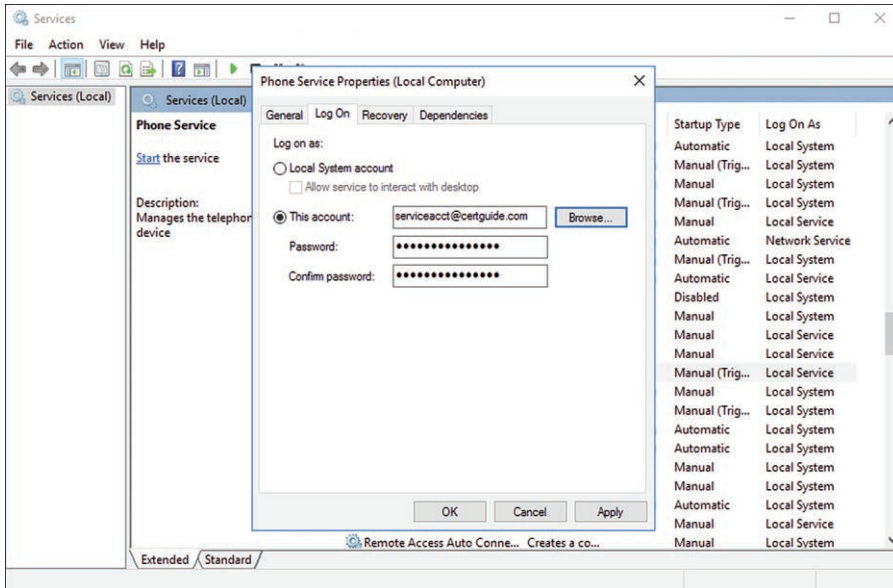 Services
File Action View Help
Services (Local)
Services (Local)
Phone Service
Start the service
Description:
Manages the telephon
device
Phone Service Properties (Local Computer)
General Log On Recovery Dependencies
Log on as:
Local System account
Allow service to interact with desktop
This account: serviceacct@certguide.com Browse...
Password: •••••••••••••••
Confirm password: •••••••••••••••
OK Cancel Apply
Startup Type Log On As
Automatic Local System
Manual (Trig... Local System
Manual Local System
Manual (Trig... Local System
Manual Local Service
Automatic Network Service
Manual (Trig... Local System
Automatic Local Service
Disabled Local System
Manual Local System
Manual Local Service
Manual Local Service
Manual (Trig... Local Service
Manual Local System
Manual (Trig... Local System
Automatic Local System
Automatic Local System
Manual Local System
Manual Local System
Automatic Local System
Manual Local Service
Remote Access Auto Conne... Creates a co... Manual Local System
Extended Standard